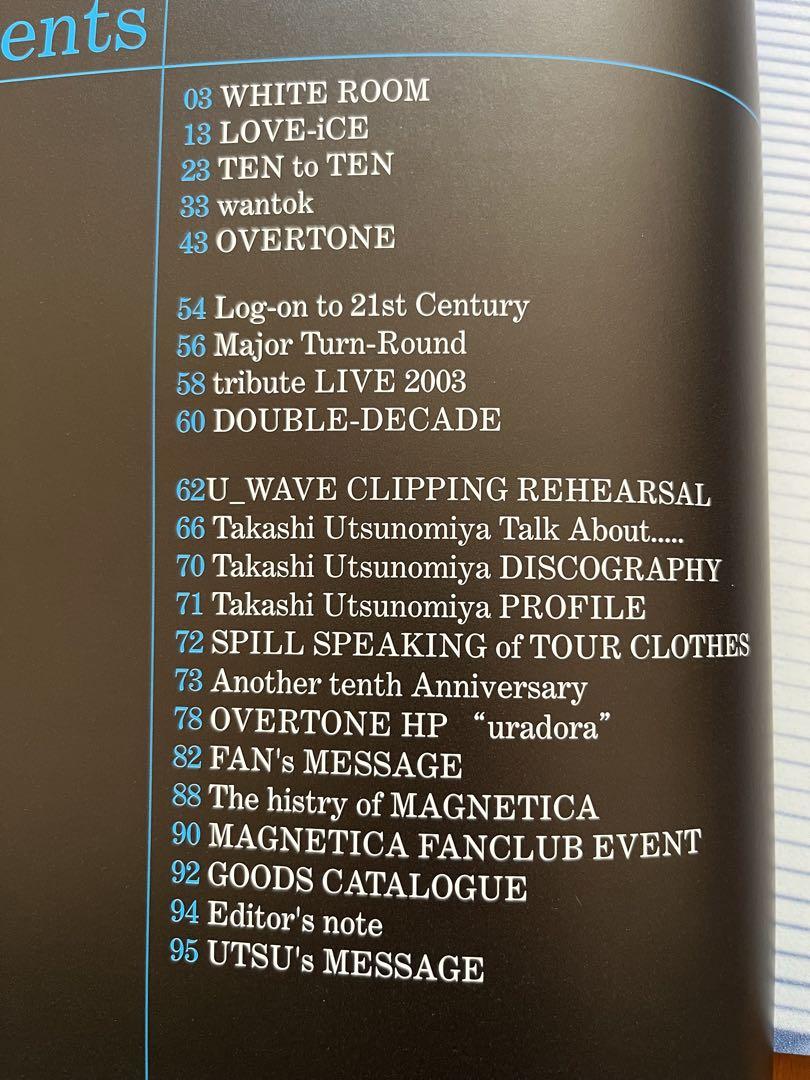 ents
03 WHITE ROOM
13 LOVE-iCE
23 TEN to TEN
33 wantok
43 OVERTONE
54 Log-on to 21st Century
56 Major Turn-Round
58 tribute LIVE 2003
60 DOUBLE-DECADE
62U_WAVE CLIPPING REHEARSAL
66 Takashi Utsunomiya Talk About.....
70 Takashi Utsunomiya DISCOGRAPHY
71 Takashi Utsunomiya PROFILE
72 SPILL SPEAKING of TOUR CLOTHES
73 Another tenth Anniversary
78 OVERTONE HP “uradora”
82 FAN's MESSAGE
88 The histry of MAGNETICA
90 MAGNETICA FANCLUB EVENT
92 GOODS CATALOGUE
94 Editor's note
95 UTSU's MESSAGE